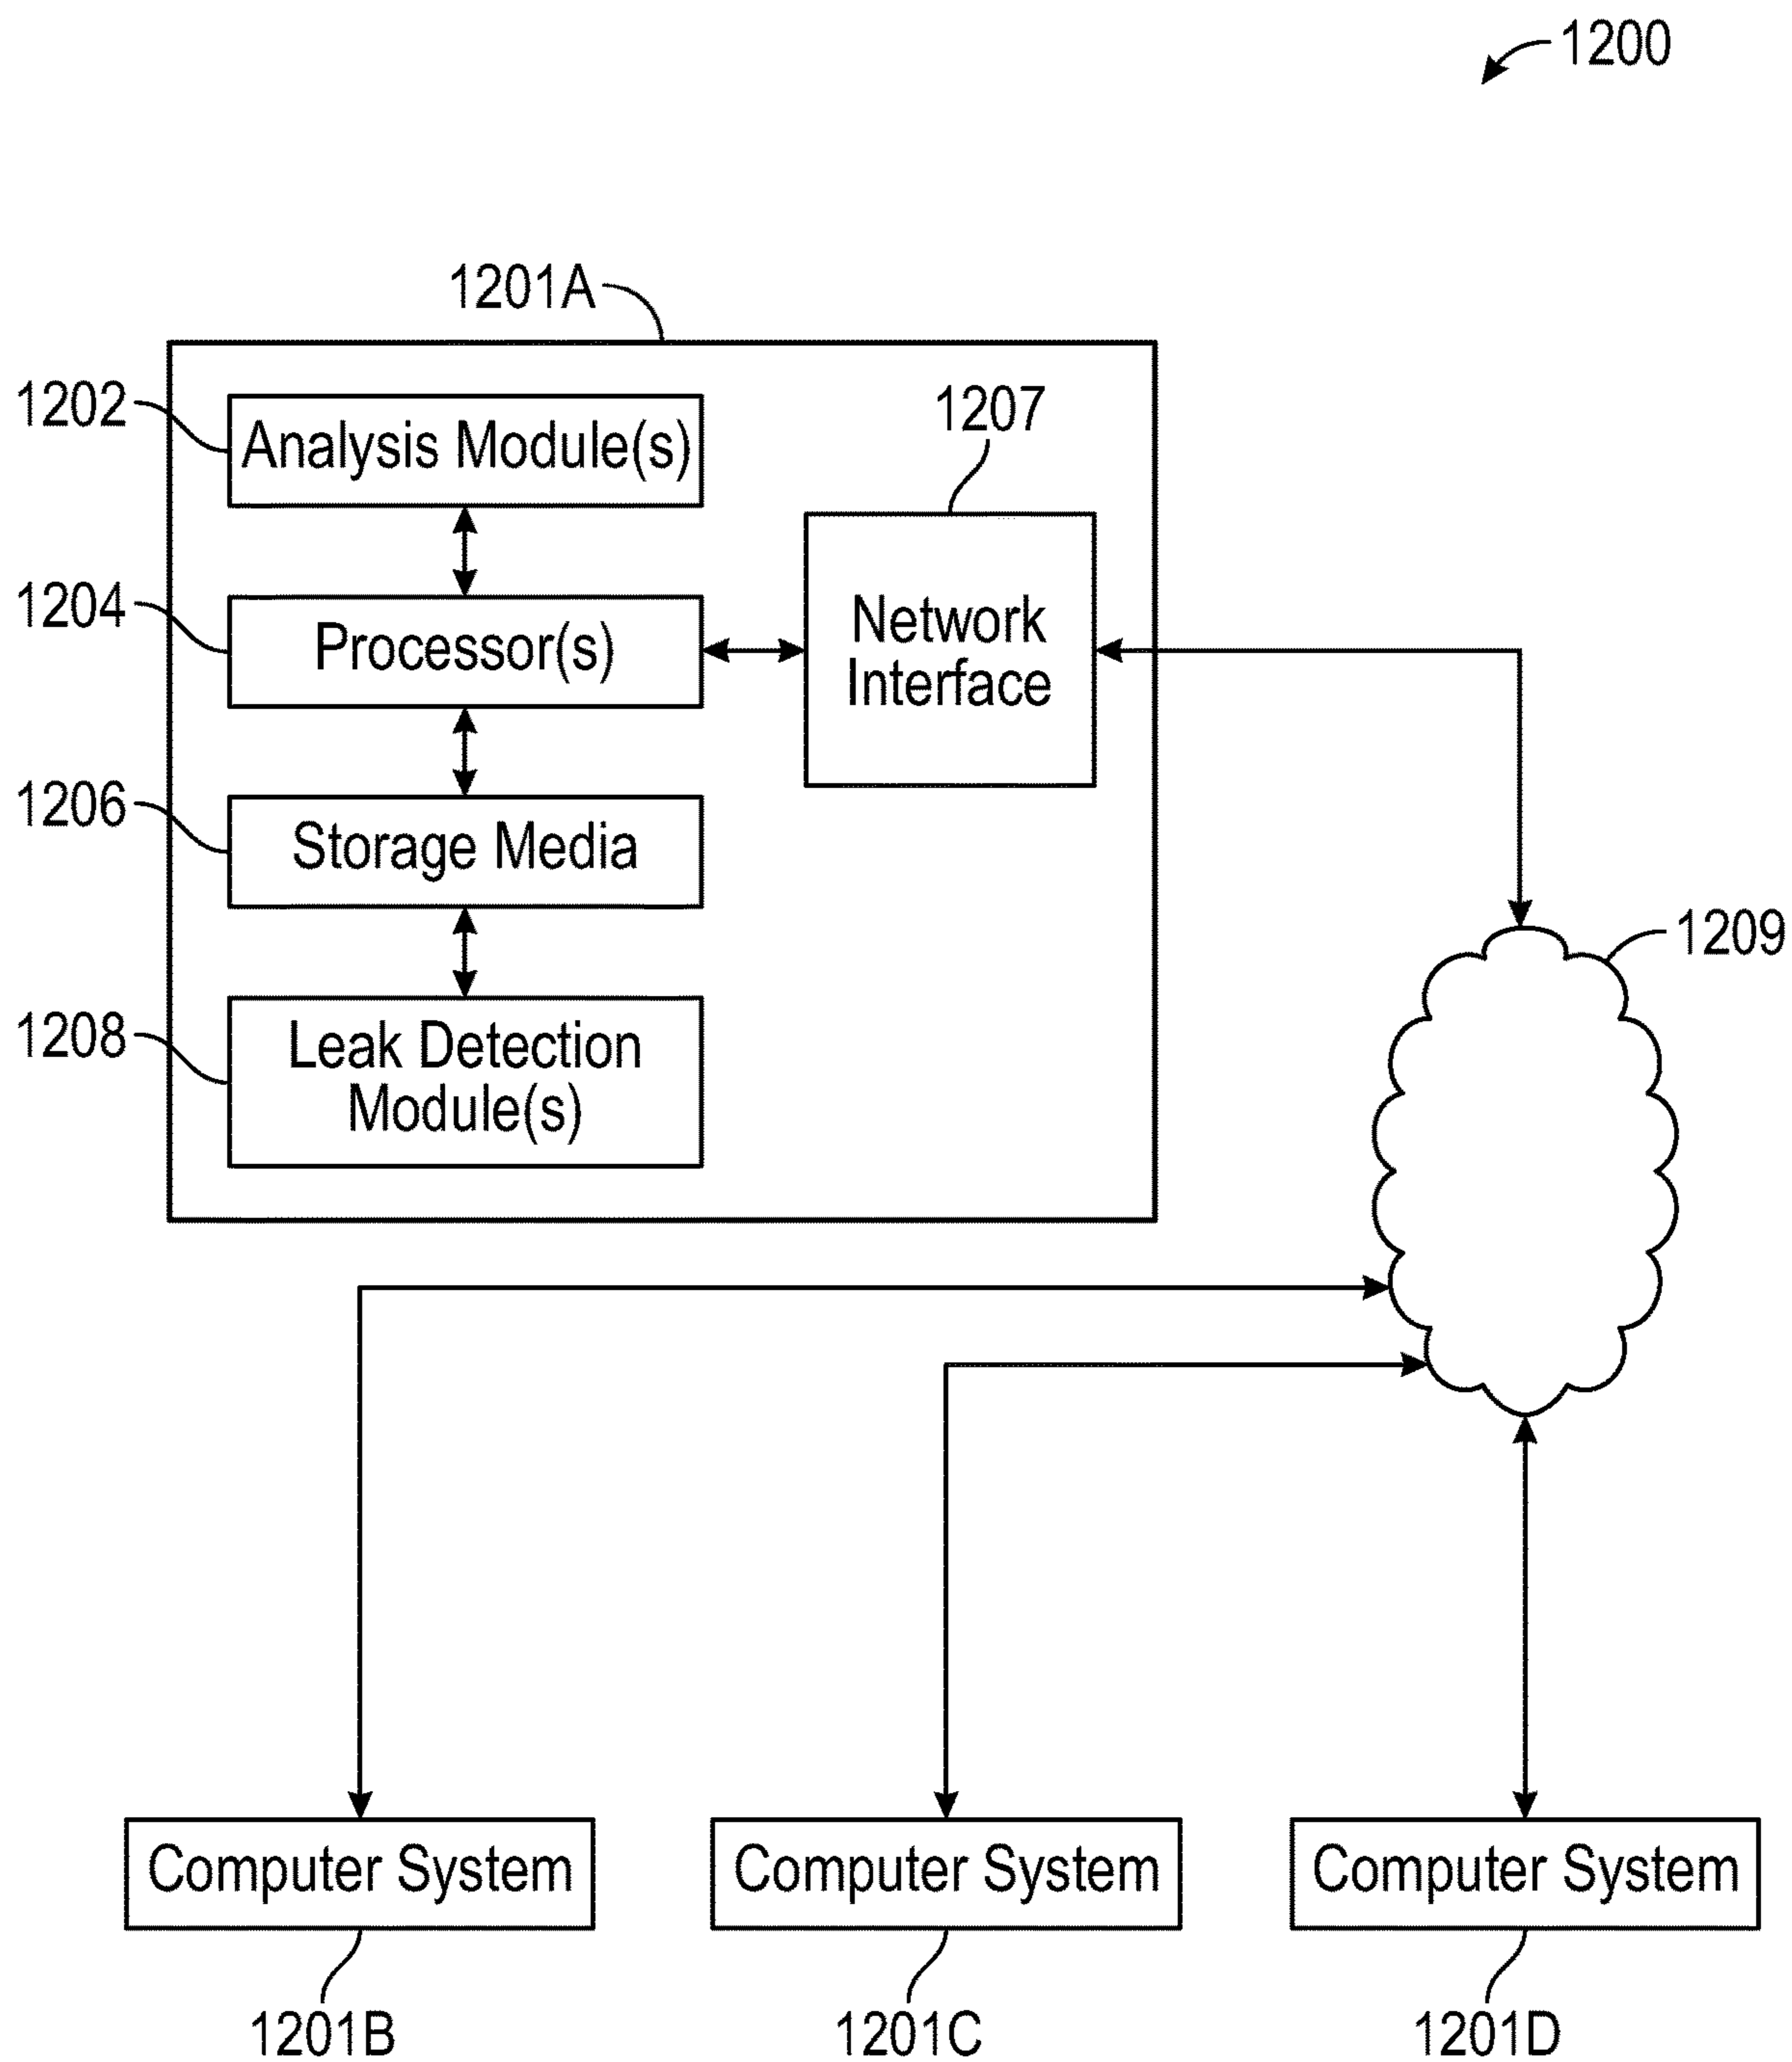 1200
1201A
1202
Analysis Module(s)
1207
1204
Processor(s)
Network
Interface
1206
Storage Media
1209
1208
Leak Detection
Module(s)
Computer System
Computer System
Computer System
1201B
1201C
1201D